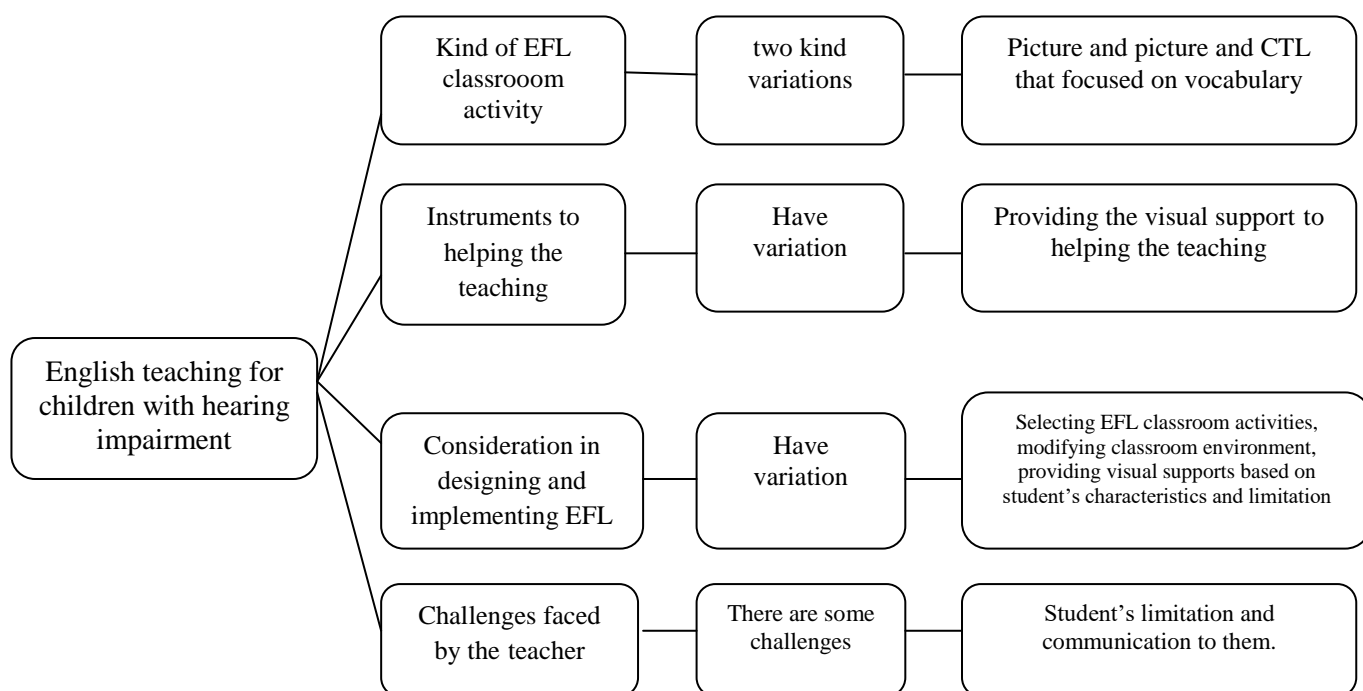 English teaching for
children with hearing
impairment
Kind of EFL
classrooom
activity
two kind
variations
Picture and picture and CTL
that focused on vocabulary
Instruments to
helping the
teaching
Have
variation
Providing the visual support to
helping the teaching
Consideration in
designing and
implementing EFL
Have
variation
Selecting EFL classroom activities,
modifying classroom environment,
providing visual supports based on
student’s characteristics and limitation
Challenges faced
by the teacher
There are some
challenges
Student’s limitation and
communication to them.